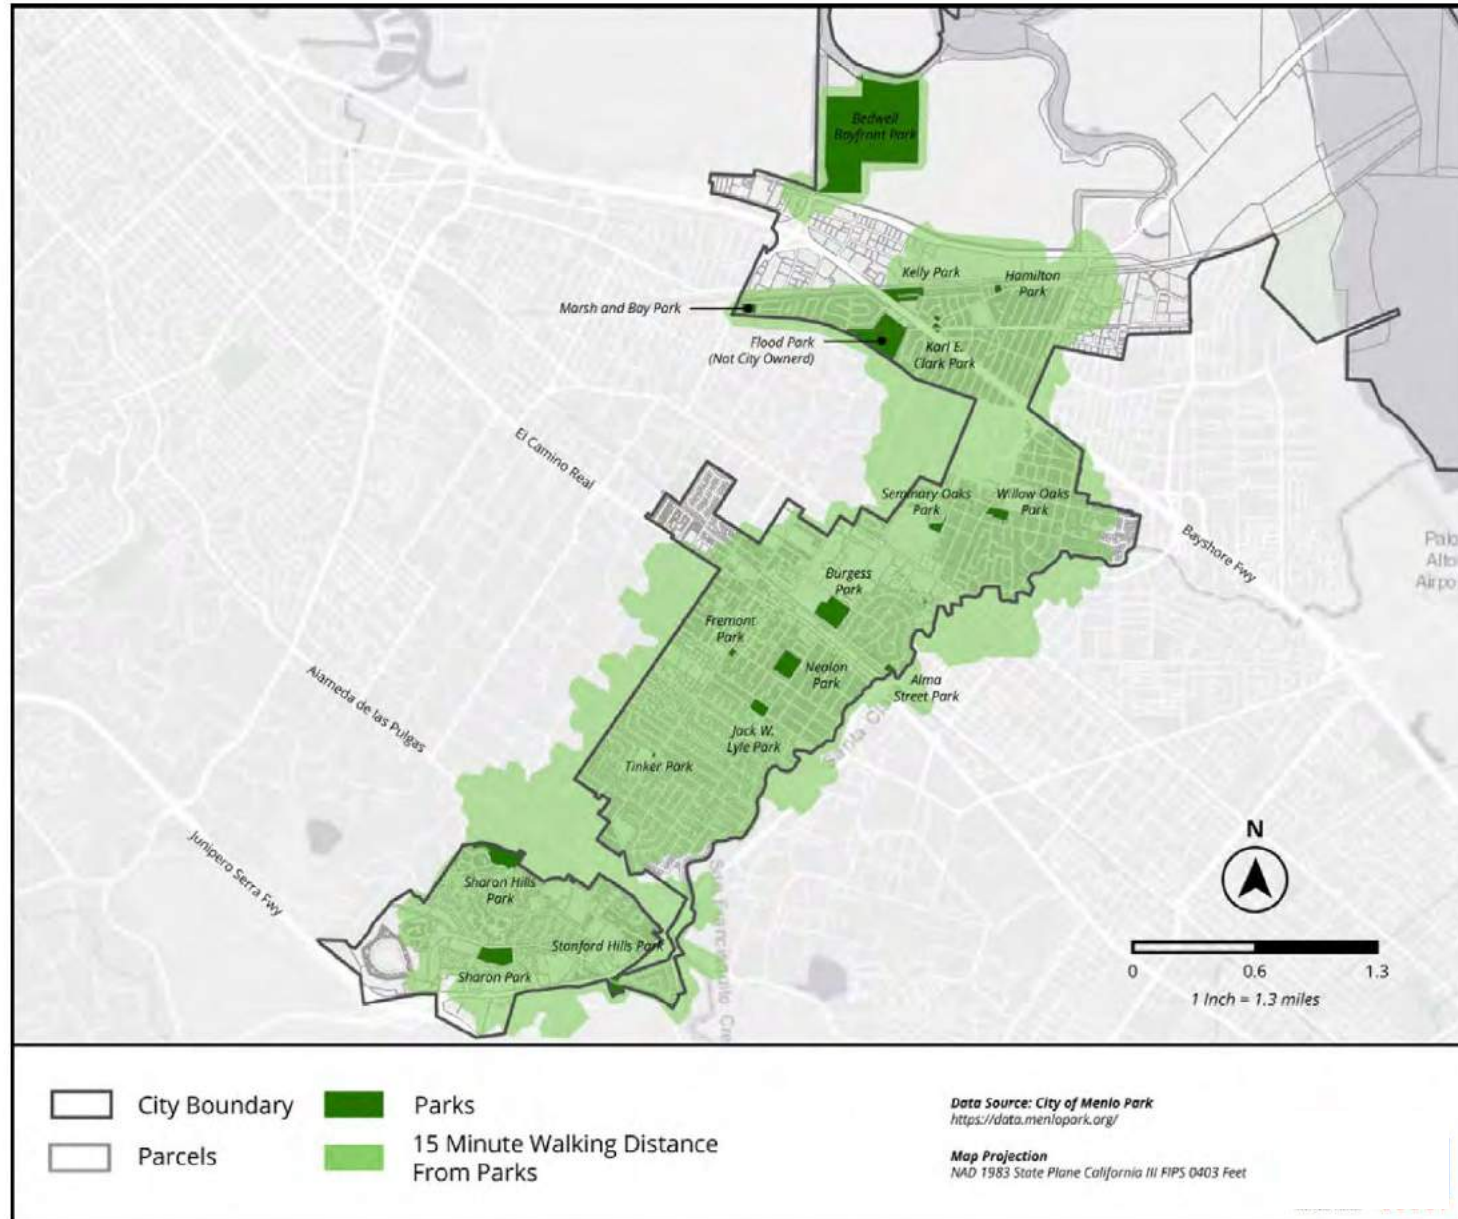 Bedwell
Bayfront Park
Kelly Park
Hamilton
Park
Marsh and Bay Park
Flood Park
(Not City Ownerd)
Karl E.
Clark Park
El Camino Real
Seminary Oaks
Park
Willow Oaks
Park
Bayshore Fwy
Palo
Alto
Airpo
Burgess
Park
Fremont
Park
Nealon
Park
Alma
Street Park
Jack W.
Lyle Park
Tinker Park
Alameda de las Pulgas
Junipero Serra Fwy
Sharon Hills
Park
Stanford Hills Park
Sharon Park
N
0 0.6 1.3
1 Inch = 1.3 miles
City Boundary
Parks
Parcels
15 Minute Walking Distance
From Parks
Data Source: City of Menlo Park
https://data.menlopark.org/
Map Projection
NAD 1983 State Plane California III FIPS 0403 Feet